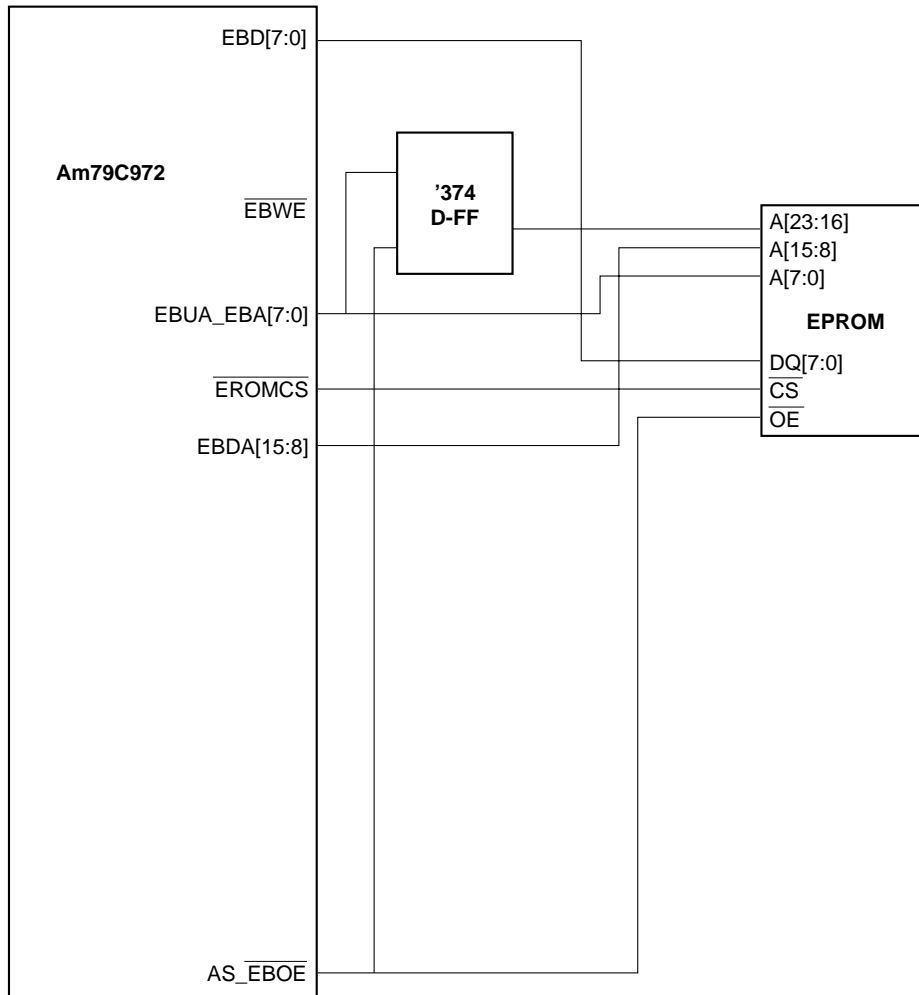 EBD[7:0]
Am79C972
’374
D-FF
EBWE
A[23:16]
A[15:8]
A[7:0]
EBUA_EBA[7:0]
EPROM
DQ[7:0]
EROMCS
CS
OE
EBDA[15:8]
AS_EBOE